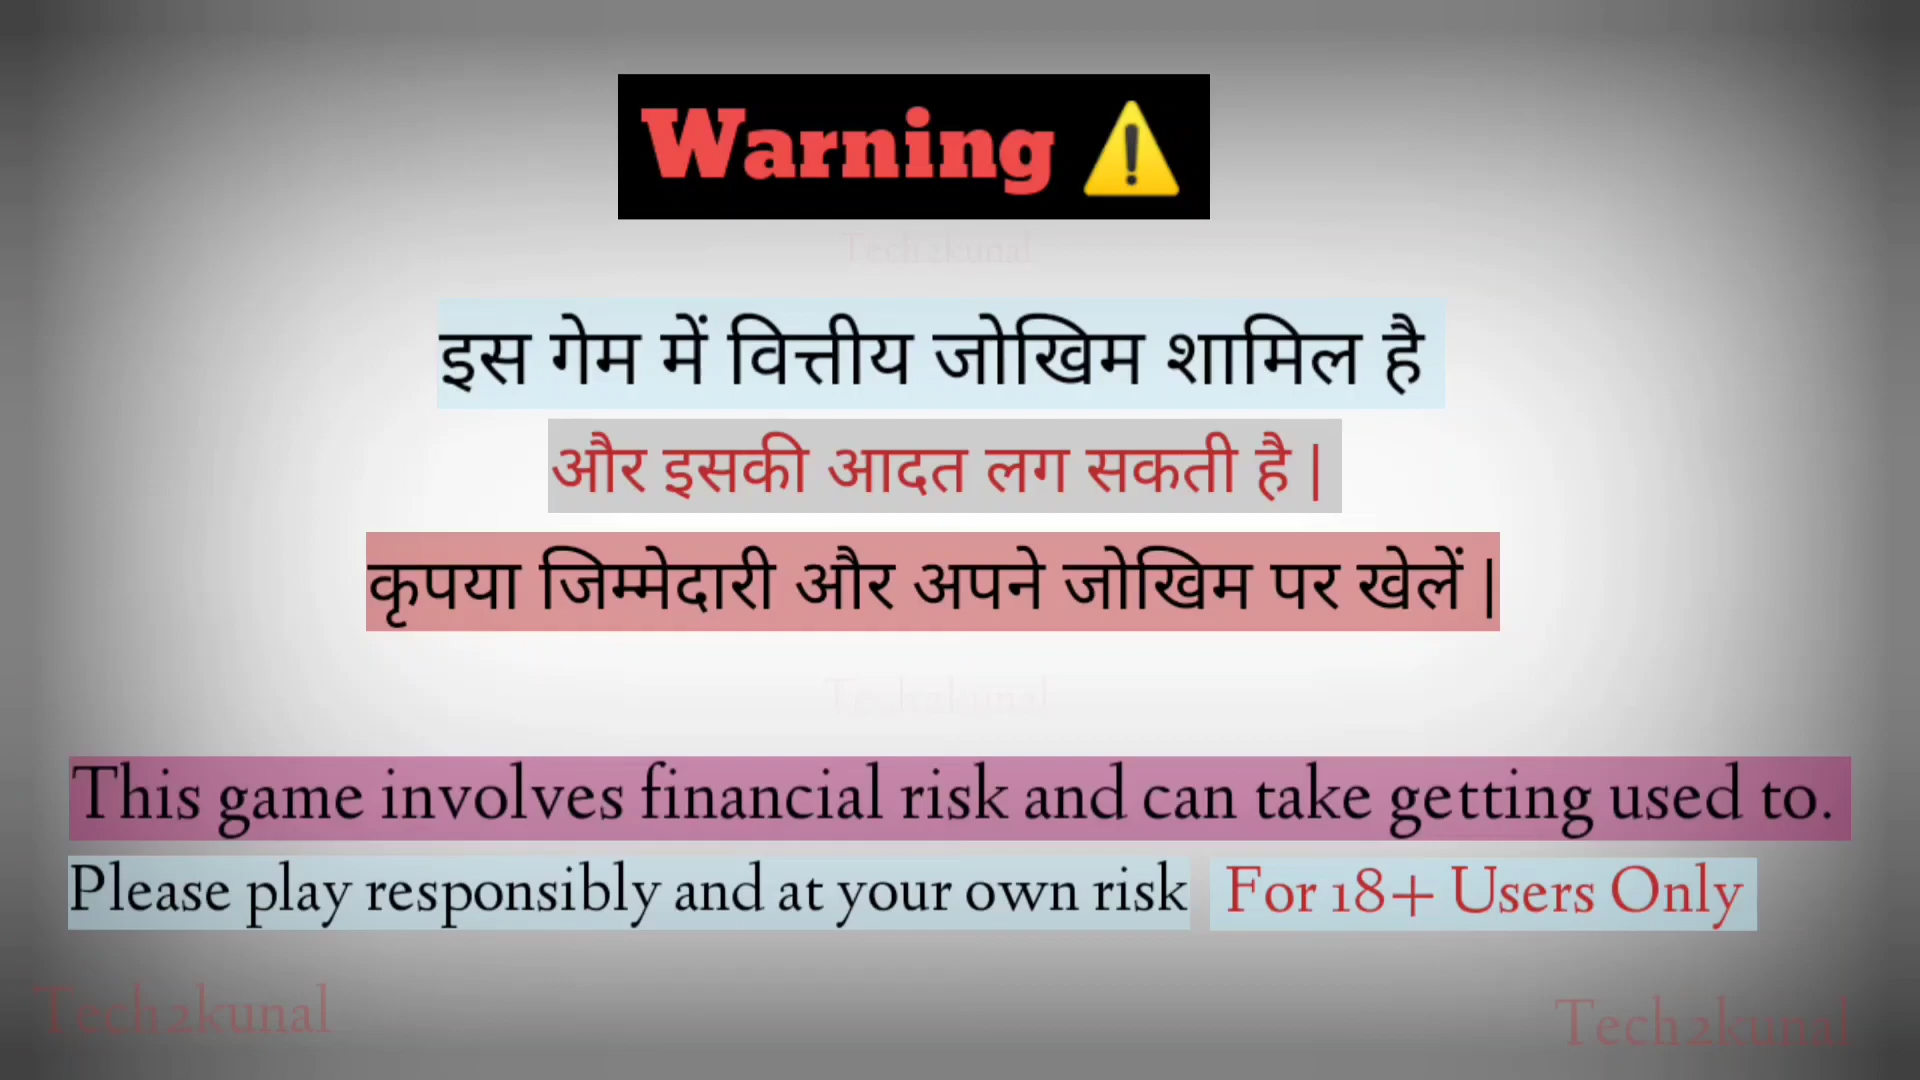 Warning ⚠️
Tech2kunal
इस गेम में वित्तीय जोखिम शामिल है
और इसकी आदत लग सकती है |
कृपया जिम्मेदारी और अपने जोखिम पर खेलें |
Tech2kunal
This game involves financial risk and can take getting used to.
Please play responsibly and at your own risk For 18+ Users Only
Tech2kunal
Tech2kunal